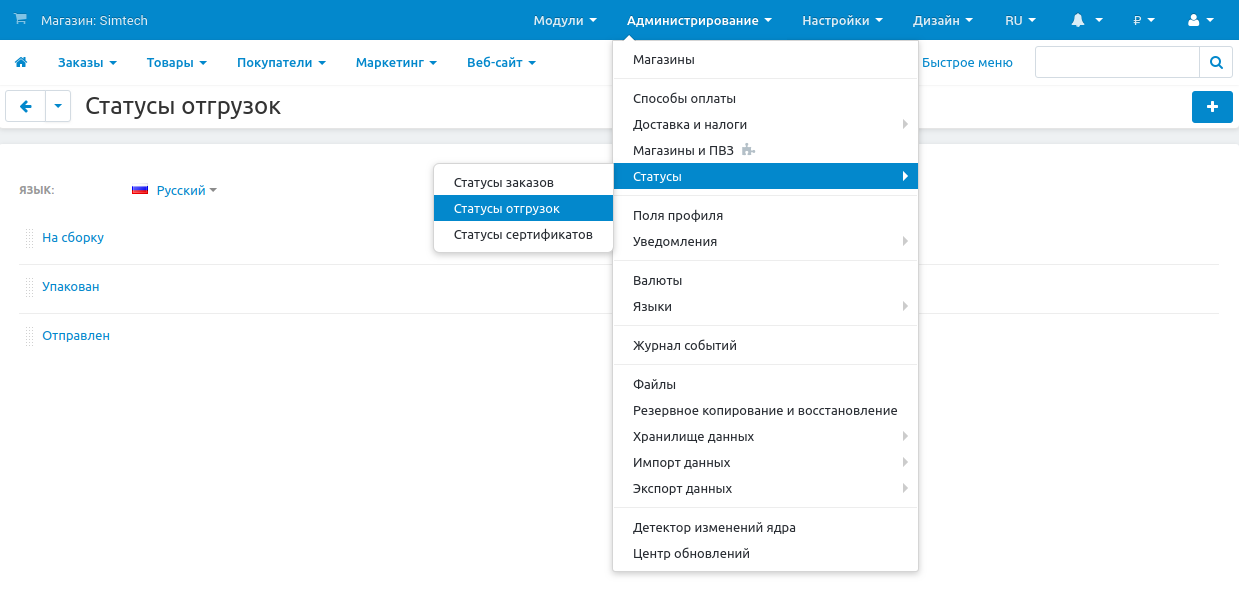 Магазин: Simtech Модули Администрирование Настройки Дизайн RU ₽
Заказы Товары Покупатели Маркетинг Веб-сайт Быстрое меню
Статусы отгрузок
ЯЗЫК: Русский
На сборку
Упакован
Отправлен
Статусы заказов
Статусы отгрузок
Статусы сертификатов
Магазины
Способы оплаты
Доставка и налоги
Магазины и ПВЗ
Статусы
Поля профиля
Уведомления
Валюты
Языки
Журнал событий
Файлы
Резервное копирование и восстановление
Хранилище данных
Импорт данных
Экспорт данных
Детектор изменений ядра
Центр обновлений